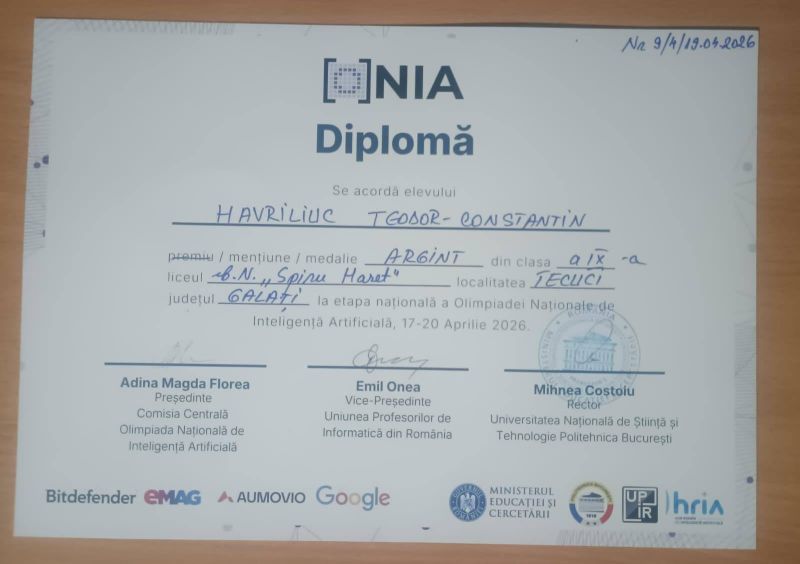 Nr 9/4/19.04.2026
[O]NIA
Diplomă
Se acordă elevului
HAVRILIUC TEODOR-CONSTANTIN
premiu / mențiune / medalie ARGINT din clasa a IX -a
liceul C.N. „Spiru Haret" localitatea TECUCI
județul GALAȚI la etapa națională a Olimpiadei Naționale de
Inteligență Artificială, 17-20 Aprilie 2026.
ROMÂNIA
Adina Magda Florea
Președinte
Comisia Centrală
Olimpiada Națională de
Inteligență Artificială
Emil Onea
Vice-Președinte
Uniunea Profesorilor de
Informatică din România
Mihnea Coștoiu
Rector
Universitatea Națională de Știință și
Tehnologie Politehnica București
Bitdefender eMAG AUMOVIO Google
MINISTERUL
EDUCAȚIEI ȘI
CERCETĂRII
UP
IR
hria